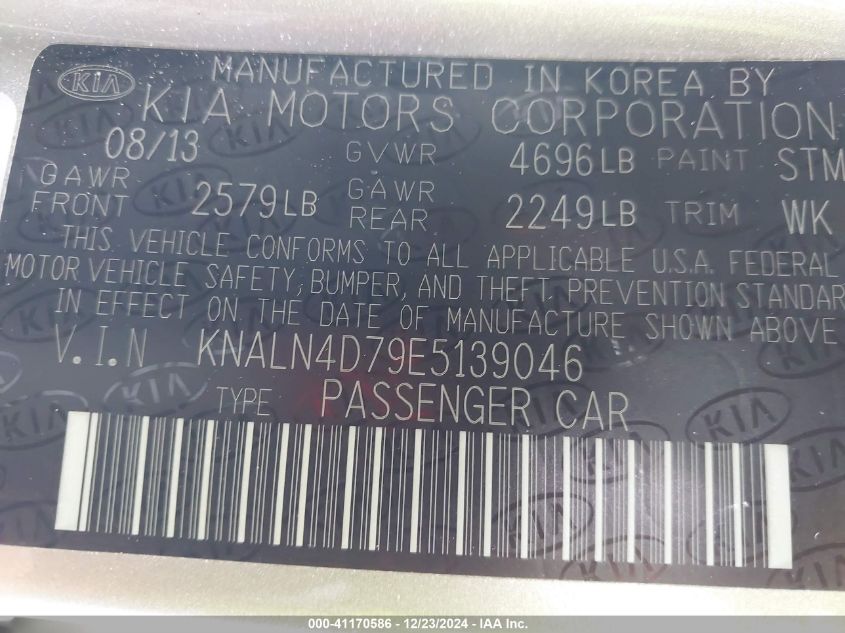 KIA MANUFACTURED IN KOREA BY
KIA MOTORS CORPORATION
08/13 GVWR 4696LB PAINT STM
GAWR FRONT 2579LB GAWR REAR 2249LB TRIM WK
THIS VEHICLE CONFORMS TO ALL APPLICABLE U.S.A. FEDERAL
MOTOR VEHICLE SAFETY, BUMPER, AND THEFT PREVENTION STANDAR
IN EFFECT ON THE DATE OF MANUFACTURE SHOWN ABOVE
V.I.N KNALN4D79E5139046
TYPE PASSENGER CAR
000-41170586 - 12/23/2024 - IAA Inc.